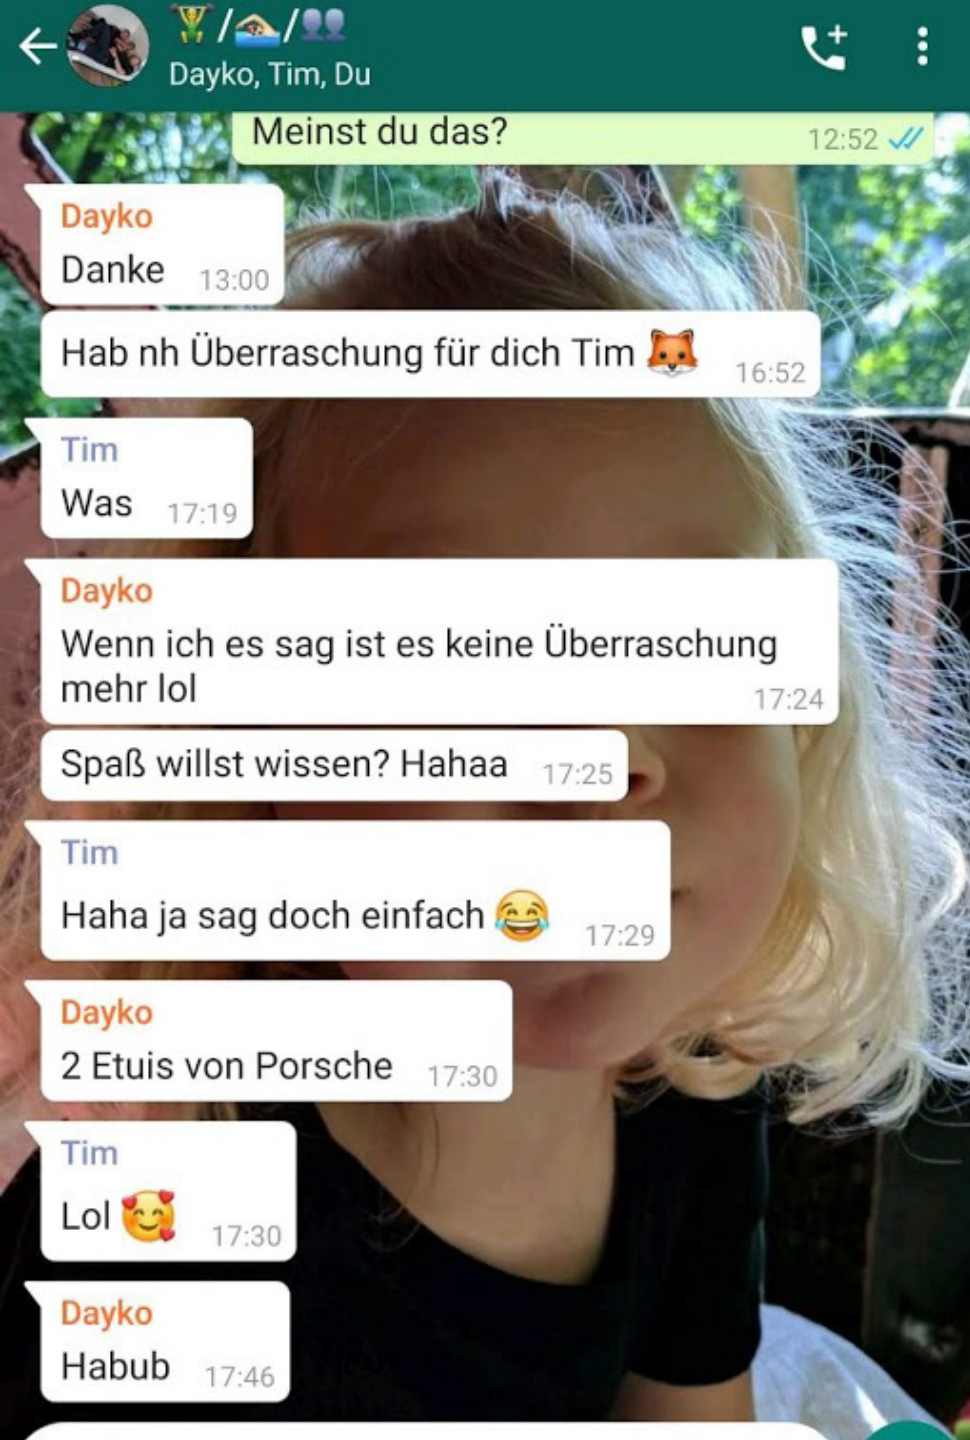 🏋️/🏊/👥
Dayko, Tim, Du
Meinst du das?
12:52
Dayko
Danke
13:00
Hab nh Überraschung für dich Tim 🦊
16:52
Tim
Was
17:19
Dayko
Wenn ich es sag ist es keine Überraschung
mehr lol
17:24
Spaß willst wissen? Hahaa
17:25
Tim
Haha ja sag doch einfach 😂
17:29
Dayko
2 Etuis von Porsche
17:30
Tim
Lol 🥰
17:30
Dayko
Habub
17:46